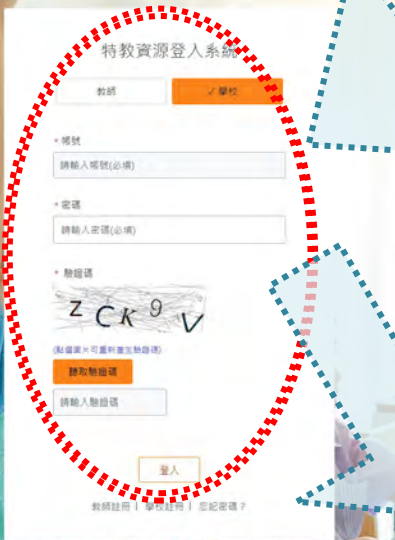 特教資源登入系統
教師 ✓學校
* 帳號
請輸入帳號(必填)
* 密碼
請輸入密碼(必填)
* 驗證碼
z C K 9 V
(點圖案可重新產生驗證碼)
聽取驗證碼
請輸入驗證碼
登入
教師註冊 | 學校註冊 | 忘記密碼？